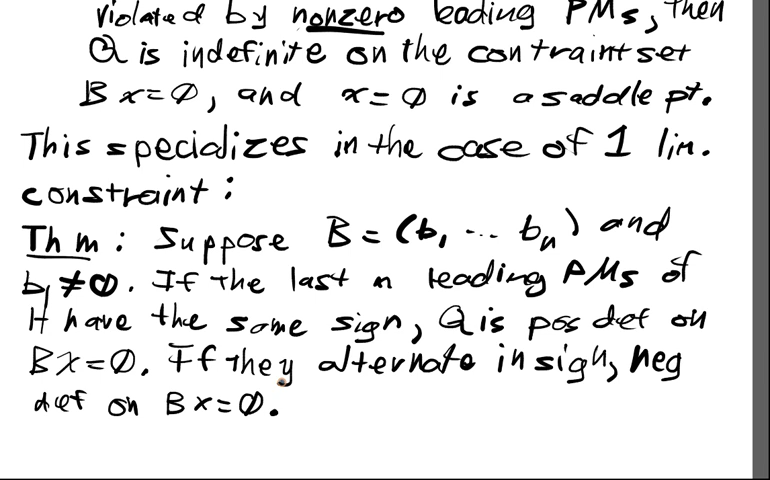 violated by nonzero leading PMs, then
Q is indefinite on the contraint set
Bx=0, and x=0 is a saddle pt.
This specializes in the case of 1 lin.
constraint:
Thm: Suppose B = (b, ... bn) and
b, ≠ 0. If the last n leading PMs of
H have the same sign, Q is pos def on
Bx=0. If they alternate in sign, neg
def on Bx=0.